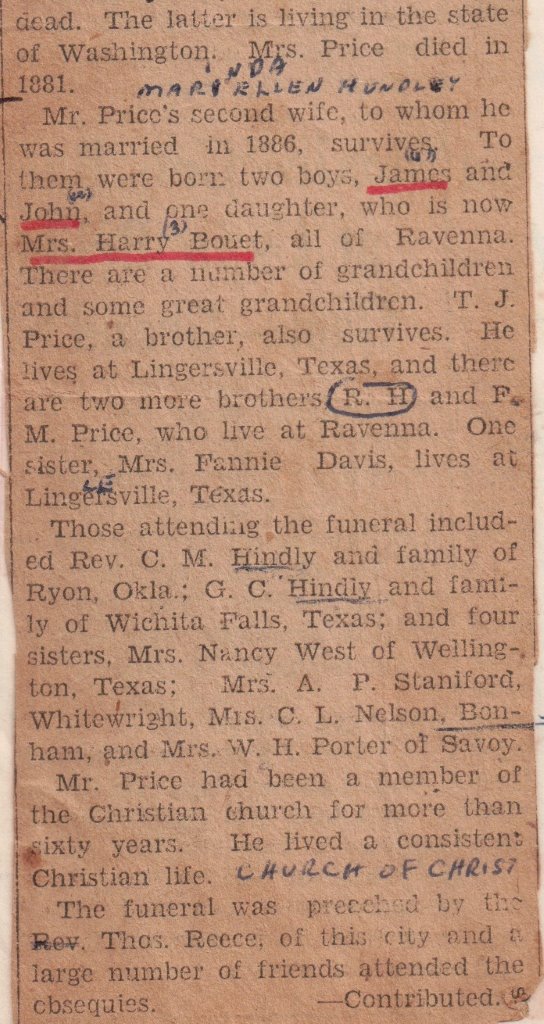 dead. The latter is living in the state
of Washington. Mrs. Price died in
1881.
INDA
MARY ELLEN HUNDLEY
Mr. Price's second wife, to whom he
was married in 1886, survives. To
(1)
them were born two boys, James and
(2)
John, and one daughter, who is now
(3)
Mrs. Harry Bouet, all of Ravenna.
There are a number of grandchildren
and some great grandchildren. T. J.
Price, a brother, also survives. He
lives at Lingersville, Texas, and there
are two more brothers, R. H. and F.
M. Price, who live at Ravenna. One
sister, Mrs. Fannie Davis, lives at
LE
Lingersville, Texas.
Those attending the funeral includ-
ed Rev. C. M. Hindly and family of
Ryon, Okla.; G. C. Hindly and fami-
ly of Wichita Falls, Texas; and four
sisters, Mrs. Nancy West of Welling-
ton, Texas; Mrs. A. P. Staniford,
Whitewright, Mrs. C. L. Nelson, Bon-
ham, and Mrs. W. H. Porter of Savoy.
Mr. Price had been a member of
the Christian church for more than
sixty years. He lived a consistent
Christian life. CHURCH OF CHRIST
The funeral was preached by the
Rev. Thos. Reece, of this city and a
large number of friends attended the
obsequies. —Contributed.